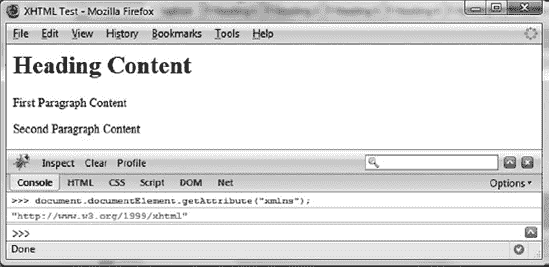 XHTML Test - Mozilla Firefox
File Edit View History Bookmarks Tools Help
Heading Content
First Paragraph Content
Second Paragraph Content
Inspect Clear Profile
Console HTML CSS Script DOM Net Options
>>> document.documentElement.getAttribute("xmlns");
"http://www.w3.org/1999/xhtml"
>>>
Done